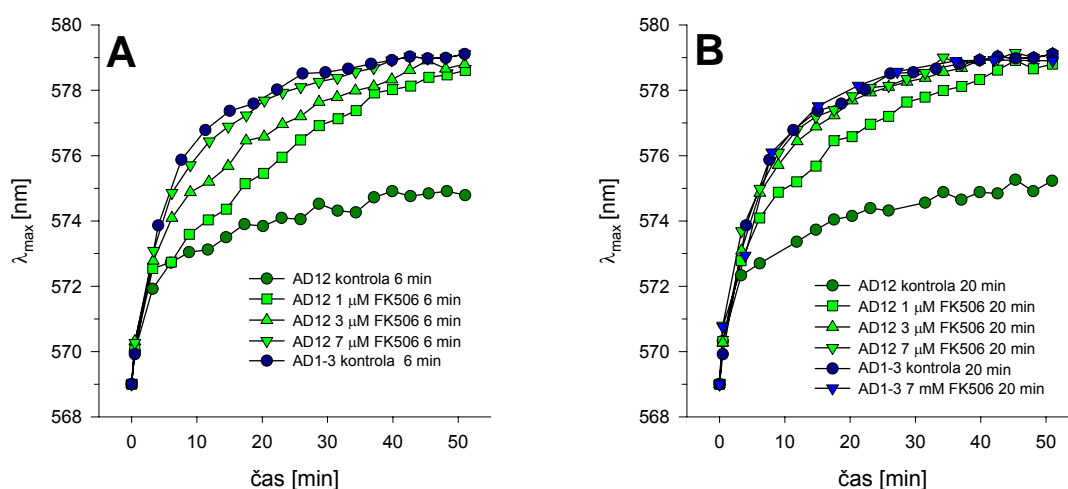 A
580
578
576
574
572
570
568
λmax [nm]
AD12 kontrola 6 min
AD12 1 μM FK506 6 min
AD12 3 μM FK506 6 min
AD12 7 μM FK506 6 min
AD1-3 kontrola 6 min
0 10 20 30 40 50
čas [min]
B
580
578
576
574
572
570
568
λmax [nm]
AD12 kontrola 20 min
AD12 1 μM FK506 20 min
AD12 3 μM FK506 20 min
AD12 7 μM FK506 20 min
AD1-3 kontrola 20 min
AD1-3 7 mM FK506 20 min
0 10 20 30 40 50
čas [min]